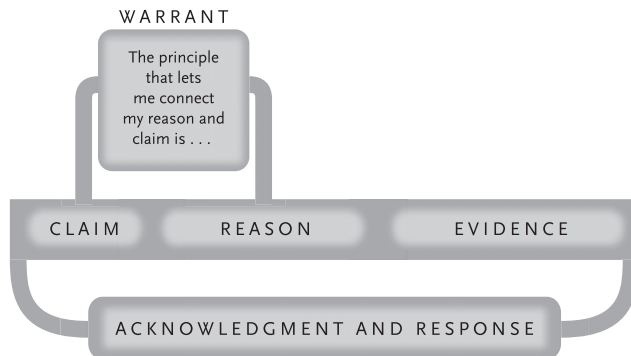 WARRANT
The principle
that lets
me connect
my reason and
claim is . . .
CLAIM REASON EVIDENCE
ACKNOWLEDGMENT AND RESPONSE